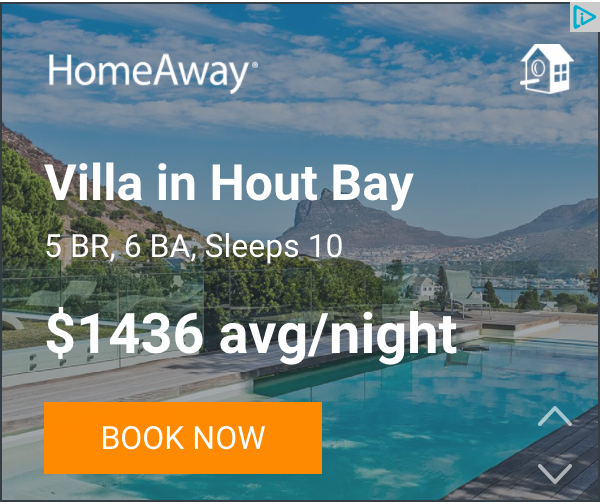 HomeAway®
Villa in Hout Bay
5 BR, 6 BA, Sleeps 10
$1436 avg/night
BOOK NOW